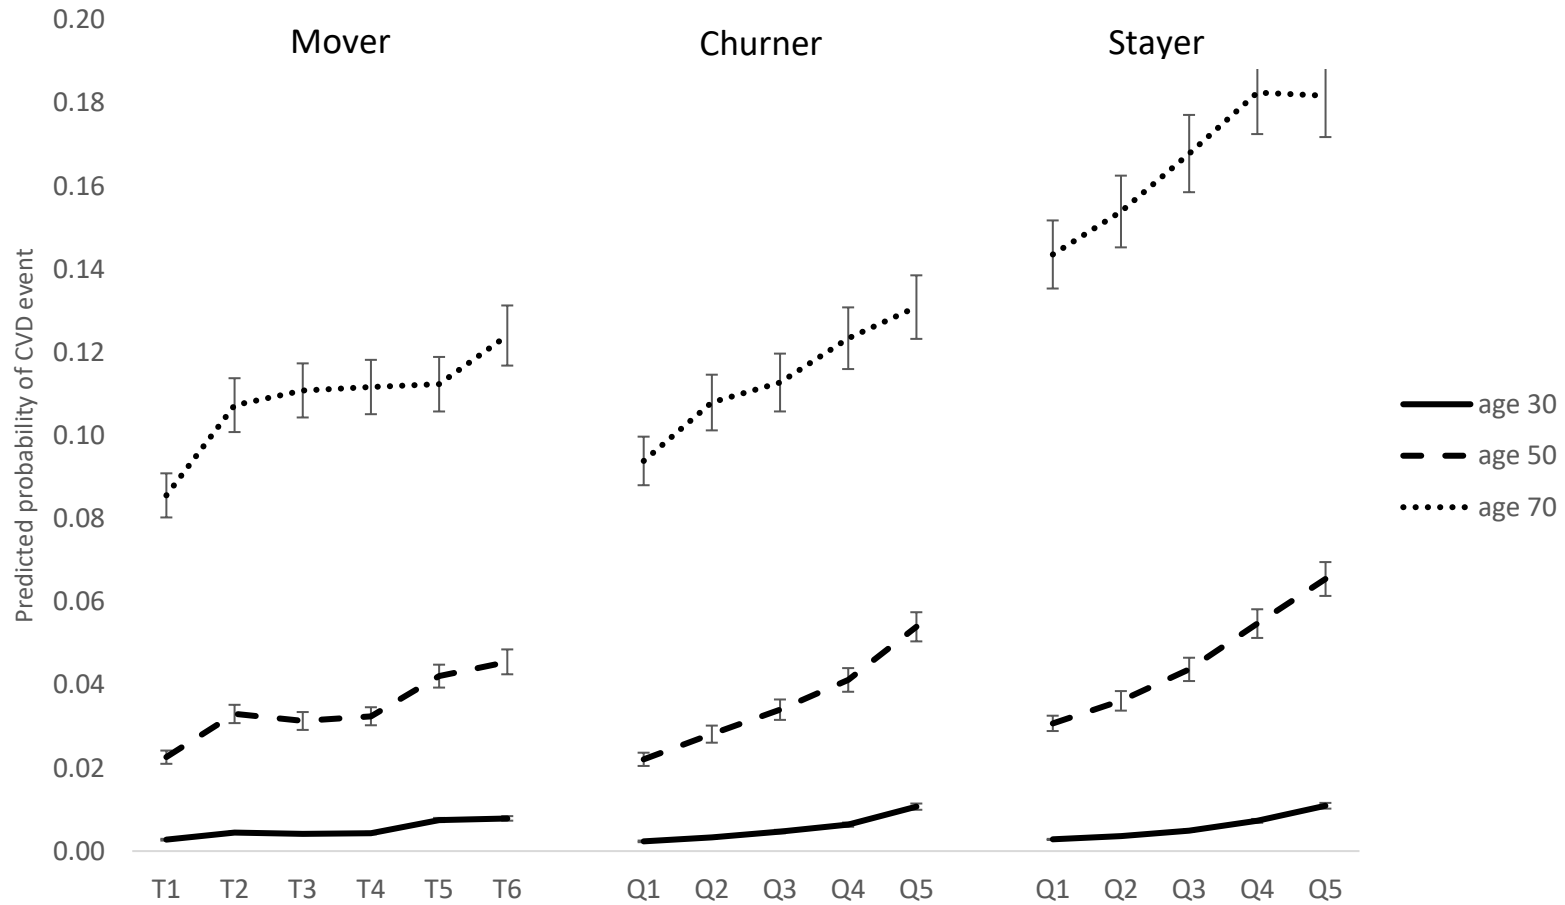 Mover Churner Stayer
Predicted probability of CVD event
0.20
0.18
0.16
0.14
0.12
0.10
0.08
0.06
0.04
0.02
0.00
T1 T2 T3 T4 T5 T6 Q1 Q2 Q3 Q4 Q5 Q1 Q2 Q3 Q4 Q5
age 30
age 50
age 70